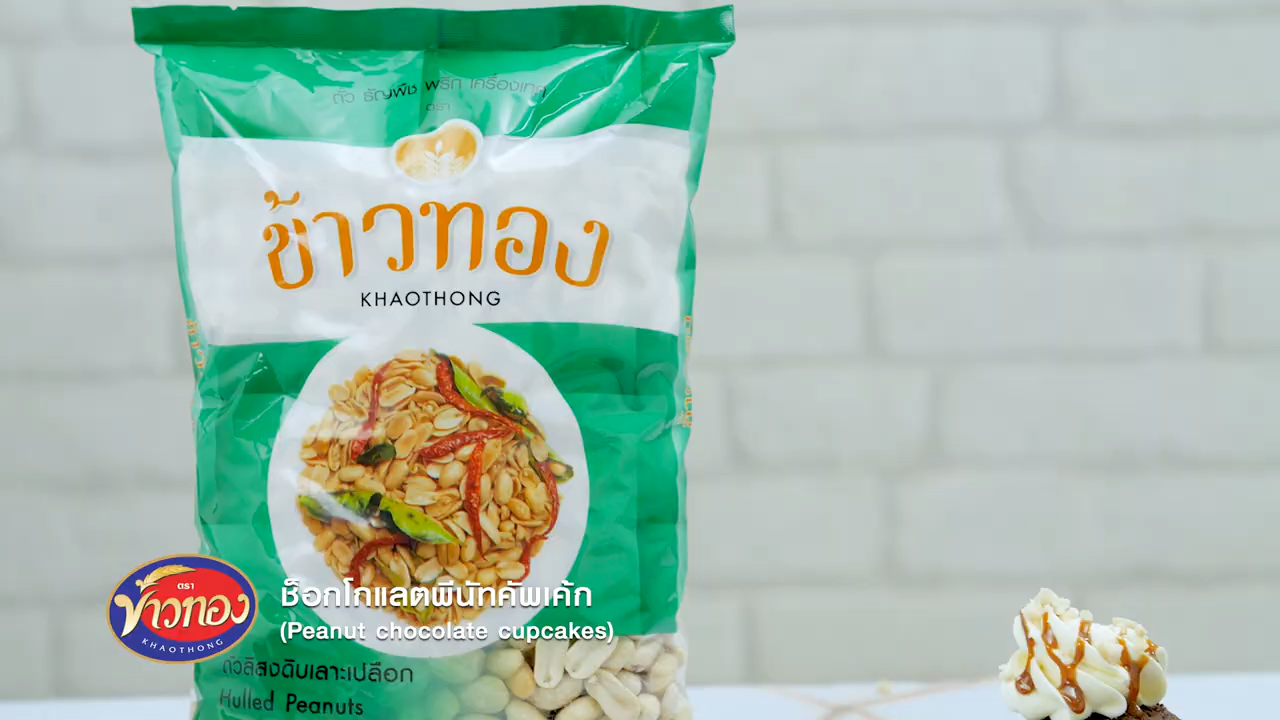 ถั่ว ธัญพืช พริก เครื่องเทศ
ตรา
ข้าวทอง
KHAOTHONG
ตรา
ข้าวทอง
KHAOTHONG
ช็อกโกแลตพีนัทคัพเค้ก
(Peanut chocolate cupcakes)
ถั่วลิสงดิบเลาะเปลือก
Hulled Peanuts